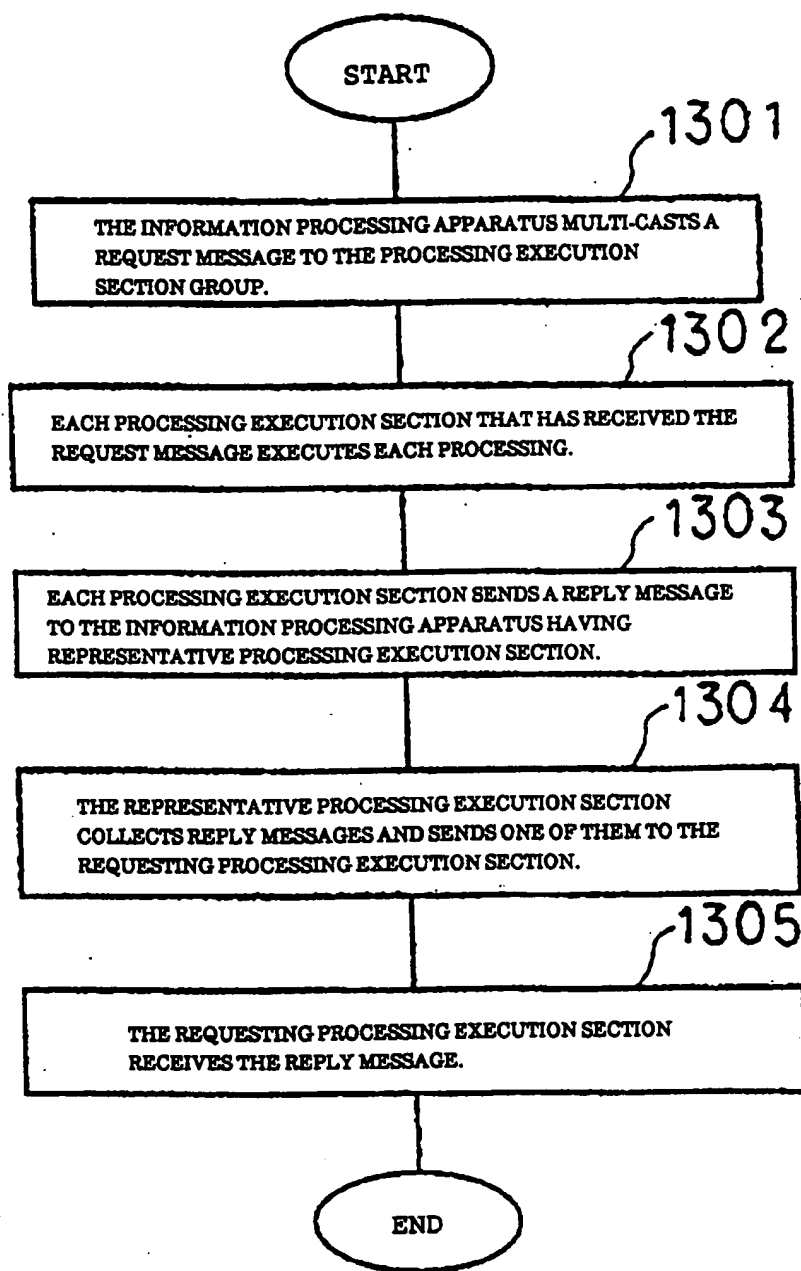 START
1301
THE INFORMATION PROCESSING APPARATUS MULTI-CASTS A
REQUEST MESSAGE TO THE PROCESSING EXECUTION
SECTION GROUP.
1302
EACH PROCESSING EXECUTION SECTION THAT HAS RECEIVED THE
REQUEST MESSAGE EXECUTES EACH PROCESSING.
1303
EACH PROCESSING EXECUTION SECTION SENDS A REPLY MESSAGE
TO THE INFORMATION PROCESSING APPARATUS HAVING
REPRESENTATIVE PROCESSING EXECUTION SECTION.
1304
THE REPRESENTATIVE PROCESSING EXECUTION SECTION
COLLECTS REPLY MESSAGES AND SENDS ONE OF THEM TO THE
REQUESTING PROCESSING EXECUTION SECTION.
1305
THE REQUESTING PROCESSING EXECUTION SECTION
RECEIVES THE REPLY MESSAGE.
END